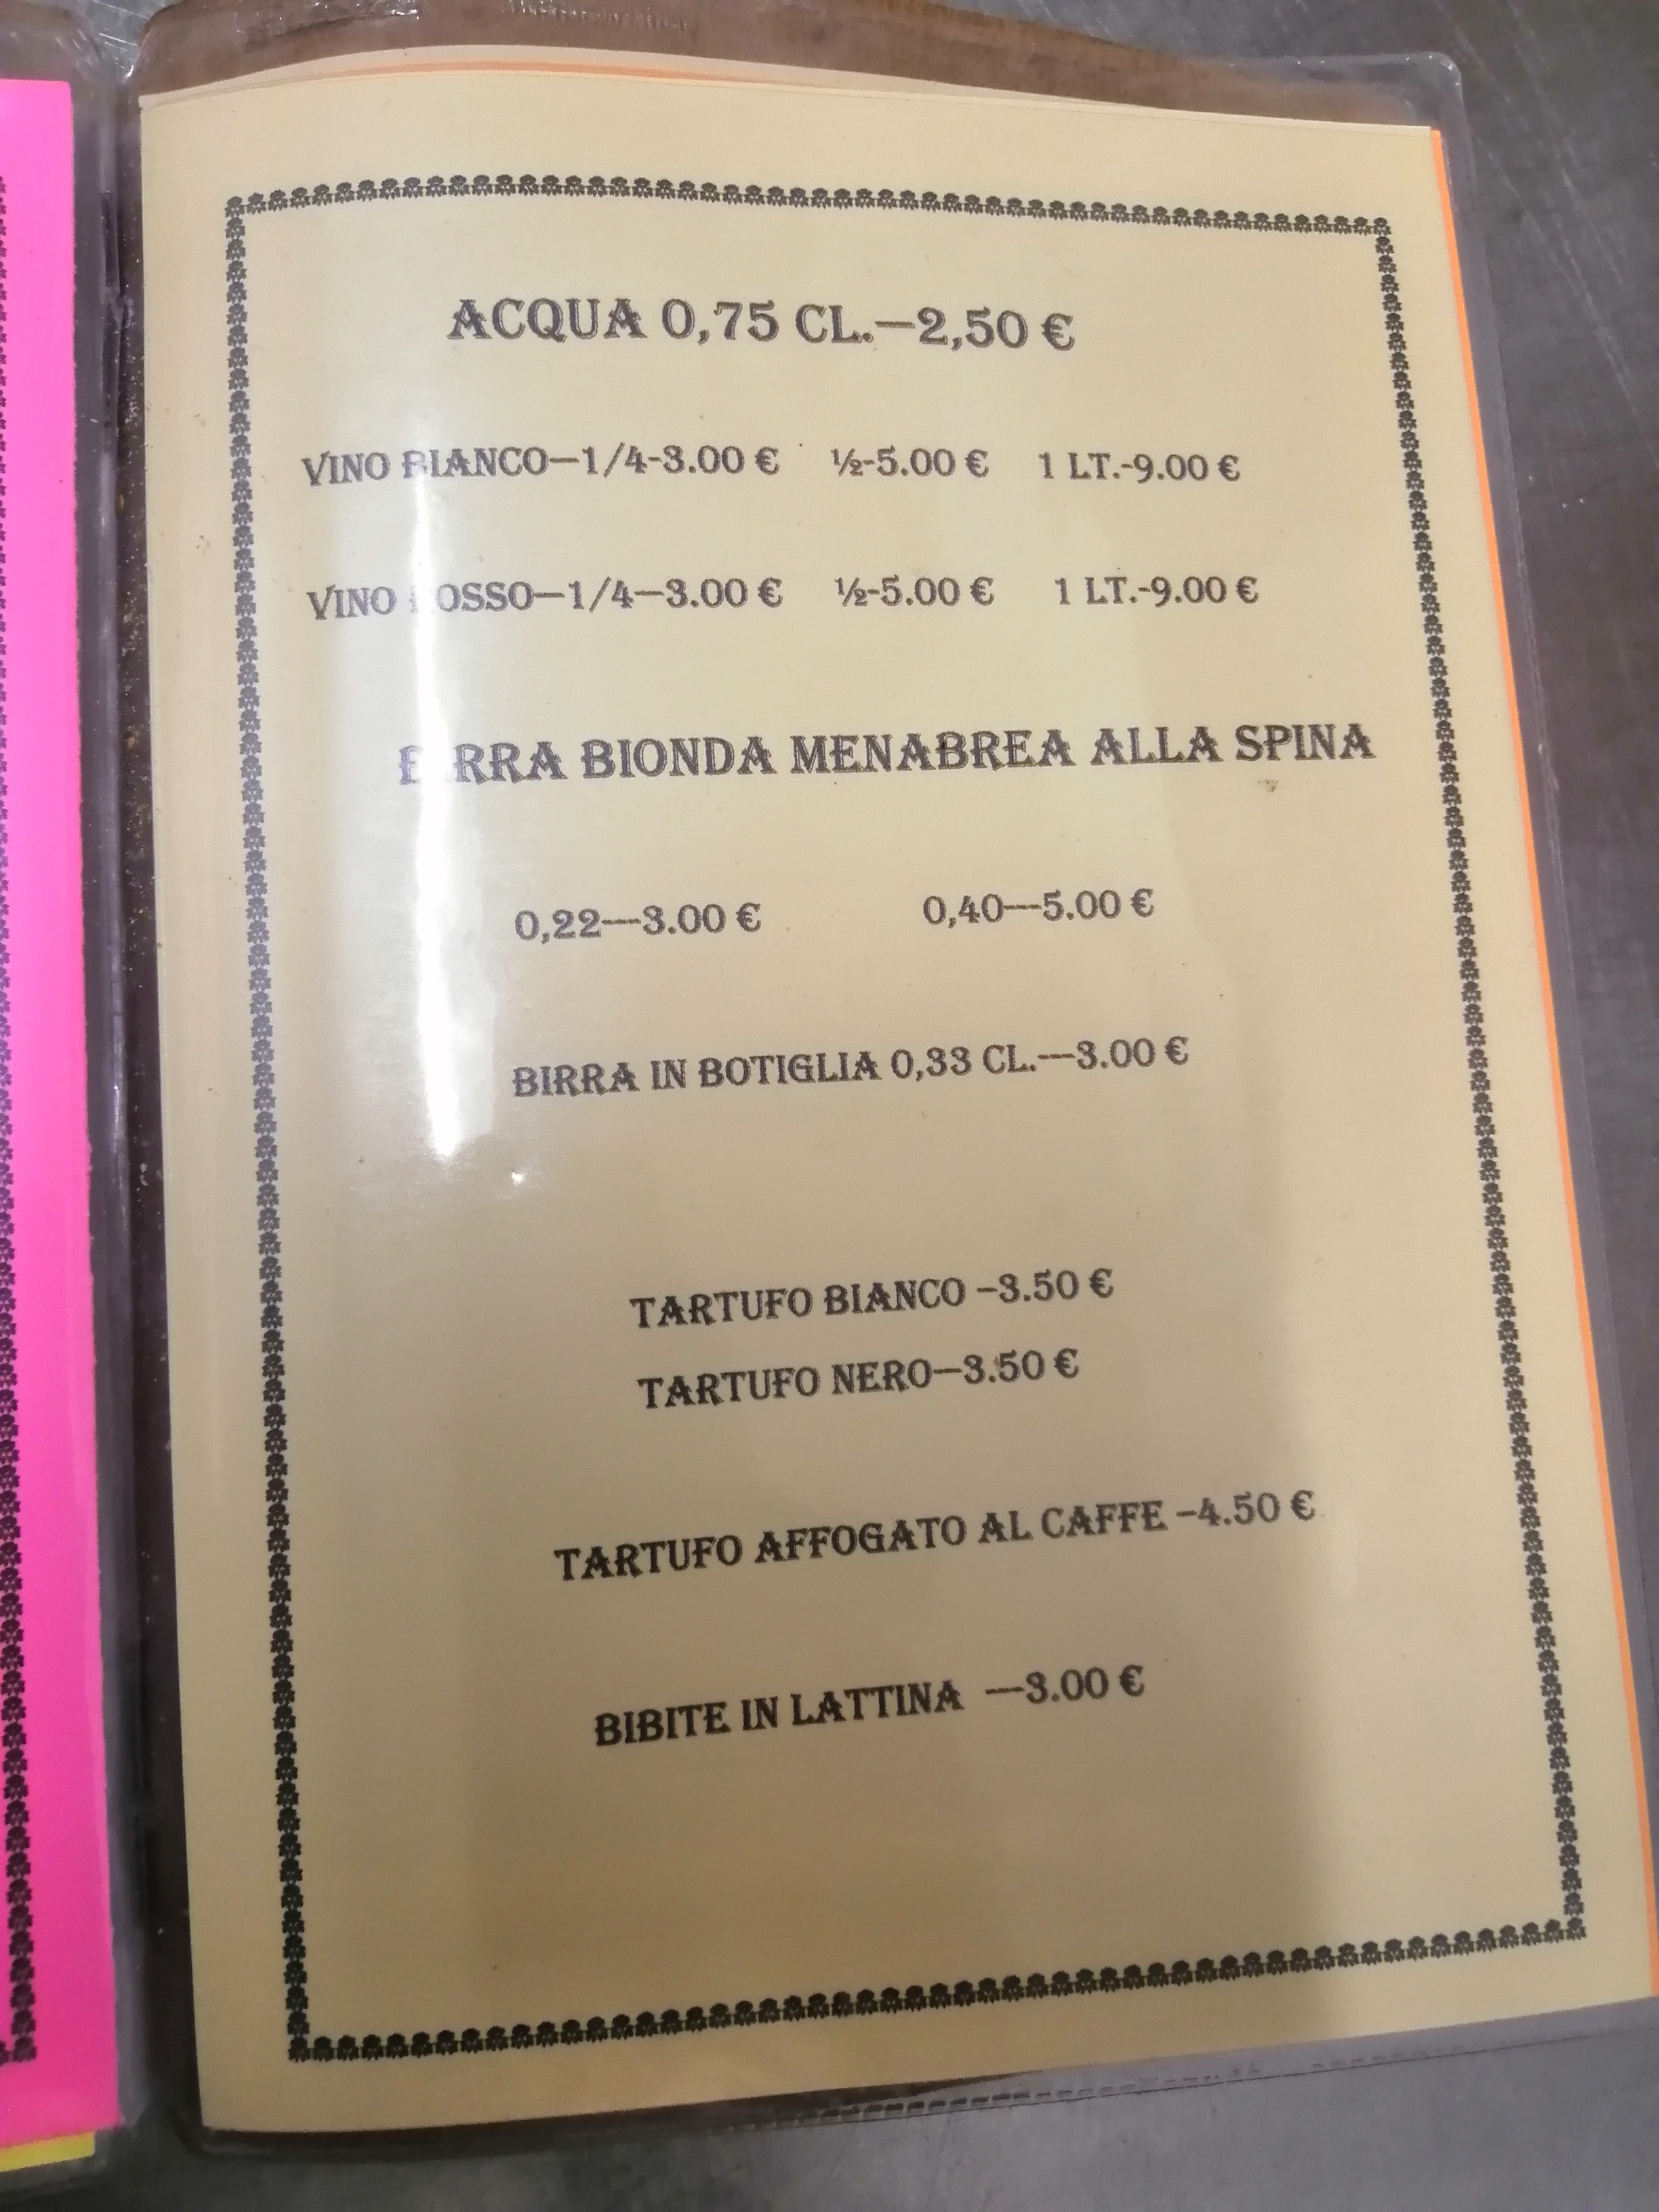 ACQUA 0,75 CL.—2,50 €
VINO BIANCO—1/4-3.00 € ½-5.00 € 1 LT.-9.00 €
VINO ROSSO—1/4—3.00 € ½-5.00 € 1 LT.-9.00 €
BIRRA BIONDA MENABREA ALLA SPINA
0,22—-3.00 € 0,40—-5.00 €
BIRRA IN BOTIGLIA 0,33 CL.—-3.00 €
TARTUFO BIANCO –3.50 €
TARTUFO NERO—3.50 €
TARTUFO AFFOGATO AL CAFFE –4.50 €
BIBITE IN LATTINA —-3.00 €